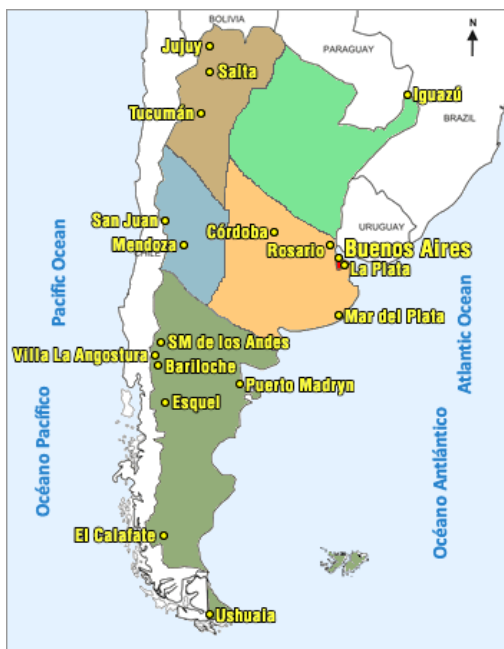 BOLIVIA
Jujuy
N
PARAGUAY
Salta
Iguazú
Tucumán
BRAZIL
San Juan
Córdoba
URUGUAY
Mendoza
Rosario
Buenos Aires
CHILE
La Plata
Pacific Ocean
Atlantic Ocean
Mar del Plata
SM de los Andes
Villa La Angostura
Bariloche
Puerto Madryn
Esquel
Océano Pacífico
Océano Antlántico
El Calafate
Ushuaia